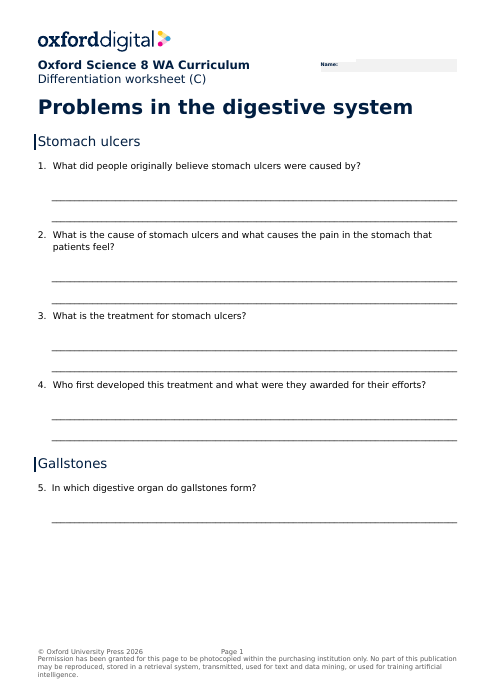 oxforddigital
Oxford Science 8 WA Curriculum
Name:
Differentiation worksheet (C)
Problems in the digestive system
Stomach ulcers
1. What did people originally believe stomach ulcers were caused by?
2. What is the cause of stomach ulcers and what causes the pain in the stomach that
patients feel?
3. What is the treatment for stomach ulcers?
4. Who first developed this treatment and what were they awarded for their efforts?
Gallstones
5. In which digestive organ do gallstones form?
© Oxford University Press 2026 Page 1
Permission has been granted for this page to be photocopied within the purchasing institution only. No part of this publication
may be reproduced, stored in a retrieval system, transmitted, used for text and data mining, or used for training artificial
intelligence.